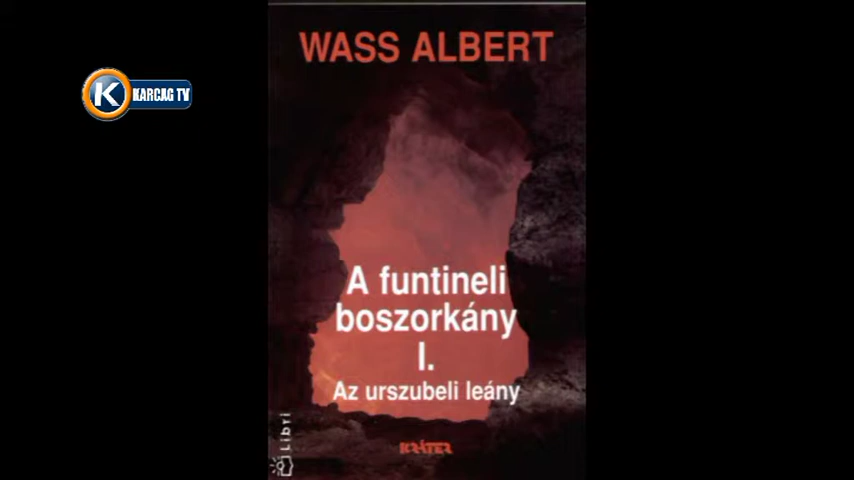 WASS ALBERT
K KARCAG TV
A funtineli
boszorkány
I.
Az urszubeli leány
KRÁTER
Libri